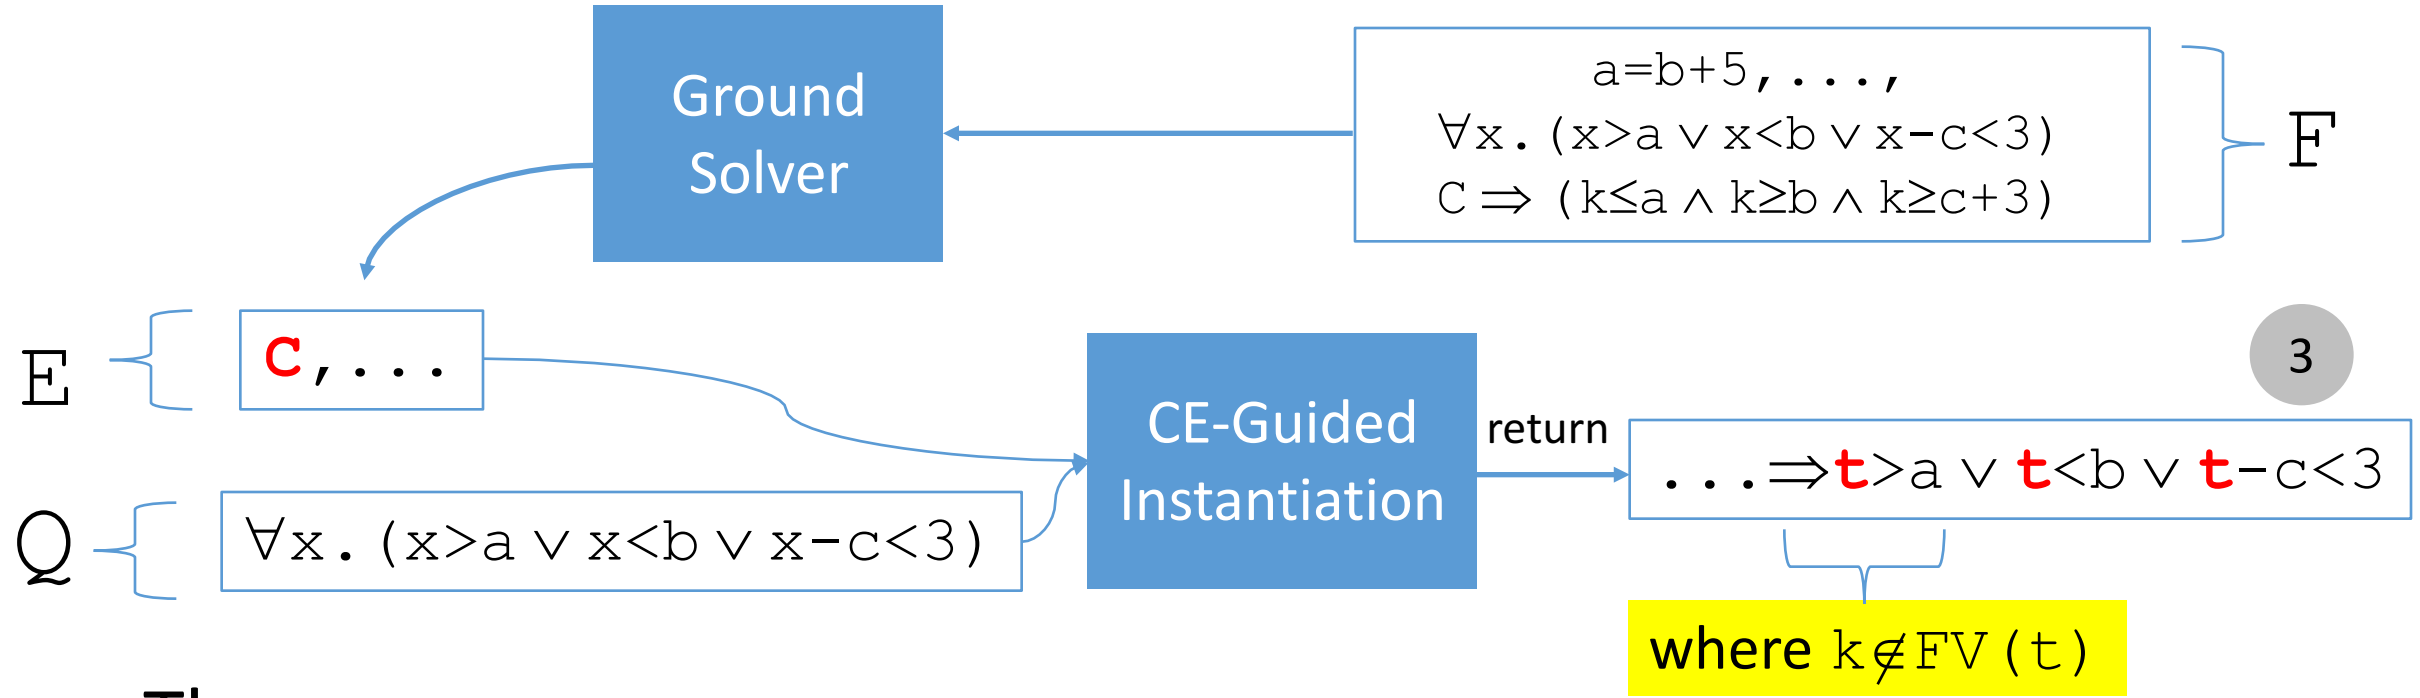 Ground
Solver
a=b+5,...,
∀x.(x>a ∨ x<b ∨ x-c<3)
C ⇒ (k≤a ∧ k≥b ∧ k≥c+3)
F
E
C,...
3
CE-Guided
Instantiation
return
...⇒t>a ∨ t<b ∨ t-c<3
Q
∀x.(x>a ∨ x<b ∨ x-c<3)
where k∉FV(t)